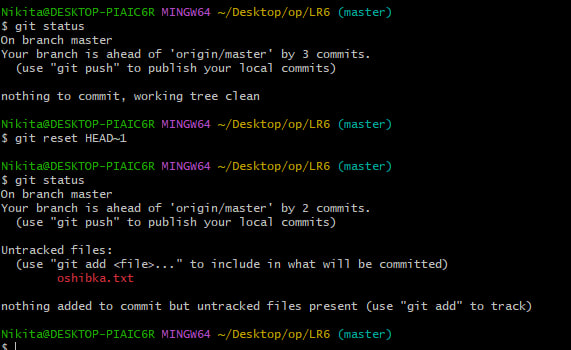 Nikita@DESKTOP-PIAIC6R MINGW64 ~/Desktop/op/LR6 (master)
$ git status
On branch master
Your branch is ahead of 'origin/master' by 3 commits.
  (use "git push" to publish your local commits)

nothing to commit, working tree clean

Nikita@DESKTOP-PIAIC6R MINGW64 ~/Desktop/op/LR6 (master)
$ git reset HEAD~1

Nikita@DESKTOP-PIAIC6R MINGW64 ~/Desktop/op/LR6 (master)
$ git status
On branch master
Your branch is ahead of 'origin/master' by 2 commits.
  (use "git push" to publish your local commits)

Untracked files:
  (use "git add <file>..." to include in what will be committed)
        oshibka.txt

nothing added to commit but untracked files present (use "git add" to track)

Nikita@DESKTOP-PIAIC6R MINGW64 ~/Desktop/op/LR6 (master)
$